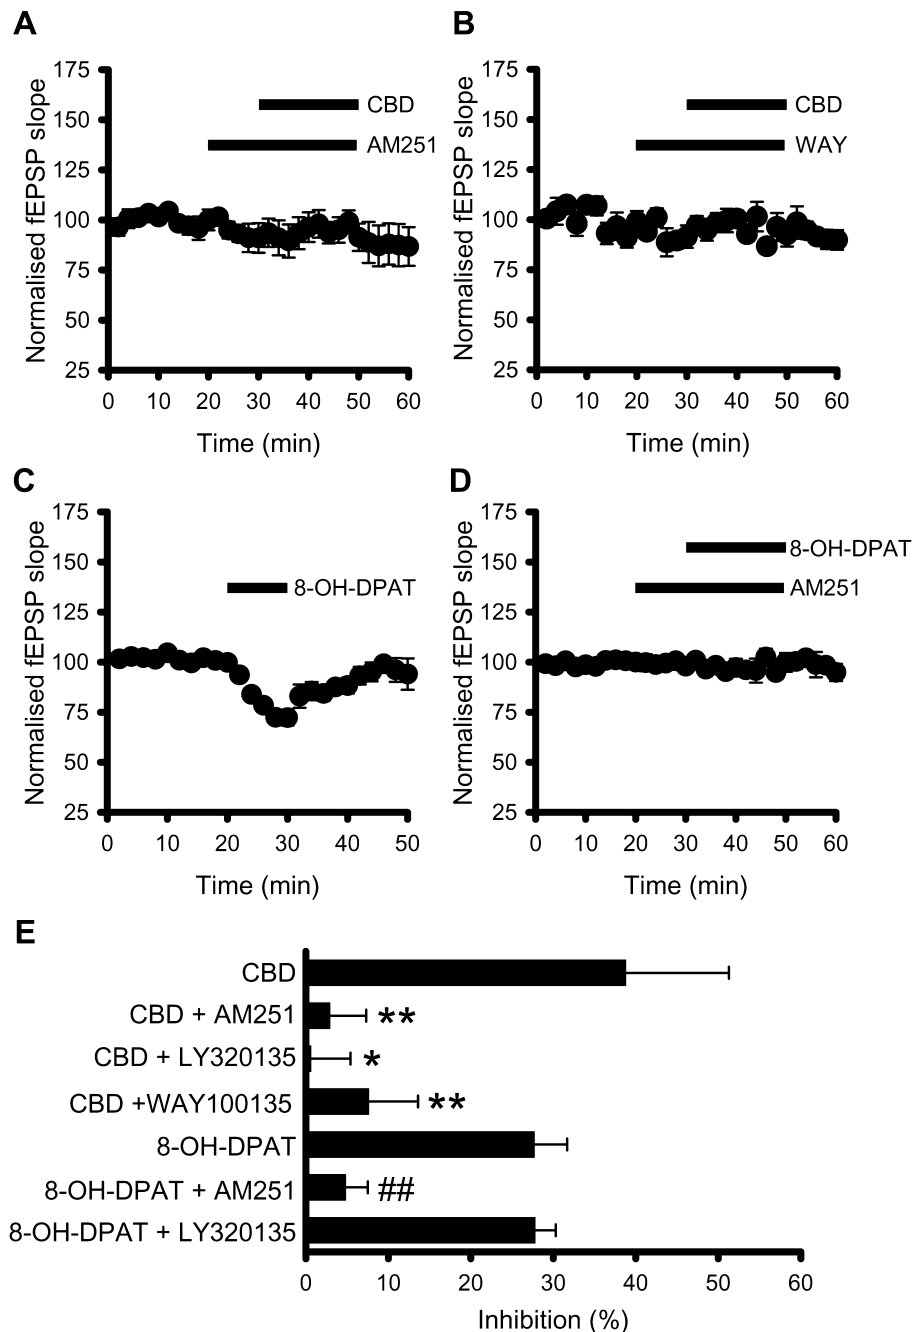 A
Normalised fEPSP slope
175
150
125
100
75
50
25
CBD
AM251
0 10 20 30 40 50 60
Time (min)
B
Normalised fEPSP slope
175
150
125
100
75
50
25
CBD
WAY
0 10 20 30 40 50 60
Time (min)
C
Normalised fEPSP slope
175
150
125
100
75
50
25
8-OH-DPAT
0 10 20 30 40 50
Time (min)
D
Normalised fEPSP slope
175
150
125
100
75
50
25
8-OH-DPAT
AM251
0 10 20 30 40 50 60
Time (min)
E
CBD
CBD + AM251 **
CBD + LY320135 *
CBD +WAY100135 **
8-OH-DPAT
8-OH-DPAT + AM251 ##
8-OH-DPAT + LY320135
0 10 20 30 40 50 60
Inhibition (%)